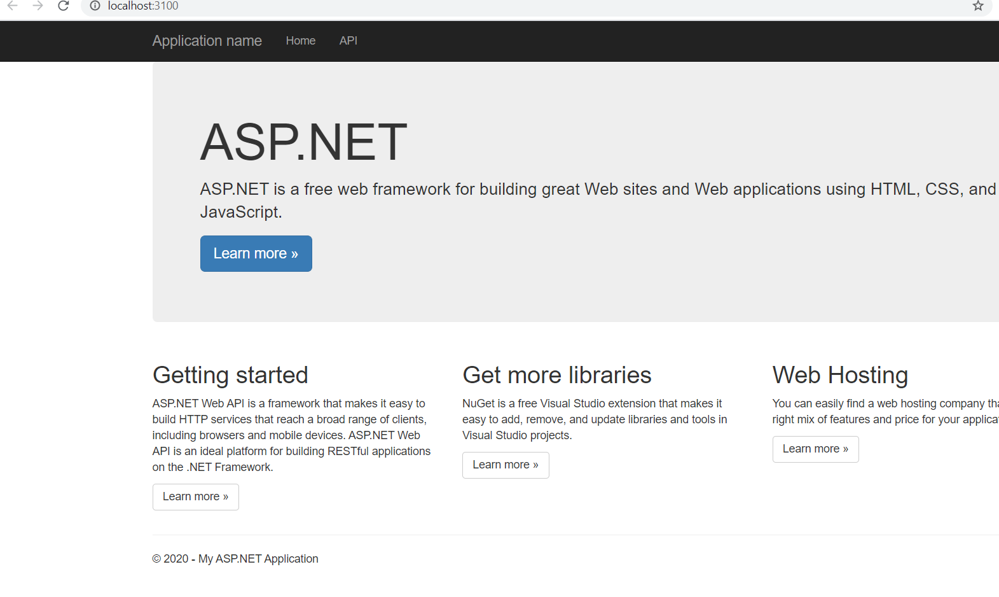 localhost:3100
Application name Home API
ASP.NET
ASP.NET is a free web framework for building great Web sites and Web applications using HTML, CSS, and
JavaScript.
Learn more »
Getting started
ASP.NET Web API is a framework that makes it easy to
build HTTP services that reach a broad range of clients,
including browsers and mobile devices. ASP.NET Web
API is an ideal platform for building RESTful applications
on the .NET Framework.
Learn more »
Get more libraries
NuGet is a free Visual Studio extension that makes it
easy to add, remove, and update libraries and tools in
Visual Studio projects.
Learn more »
Web Hosting
You can easily find a web hosting company
right mix of features and price for your
Learn more »
© 2020 - My ASP.NET Application